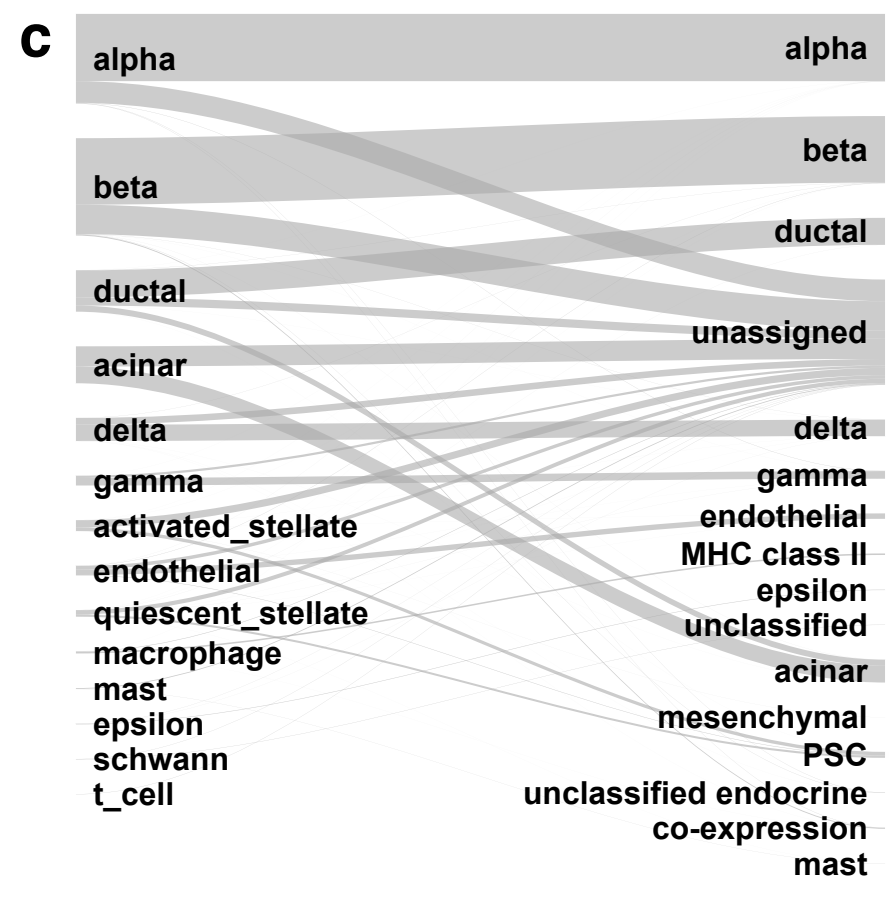 c
alpha
beta
ductal
acinar
delta
gamma
activated_stellate
endothelial
quiescent_stellate
macrophage
mast
epsilon
schwann
t_cell
alpha
beta
ductal
unassigned
delta
gamma
endothelial
MHC class II
epsilon
unclassified
acinar
mesenchymal
PSC
unclassified endocrine
co-expression
mast